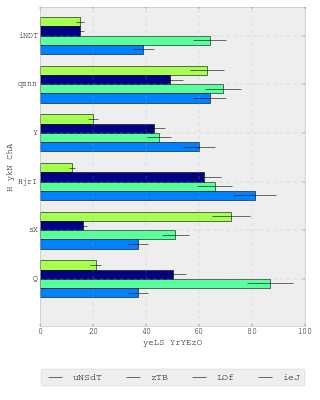 iNDT
qsnn
Y
HjrI
sX
Q
H ykN ChA
0 20 40 60 80 100
yeLS YrYEzO
uNSdT zTB LOf ieJ